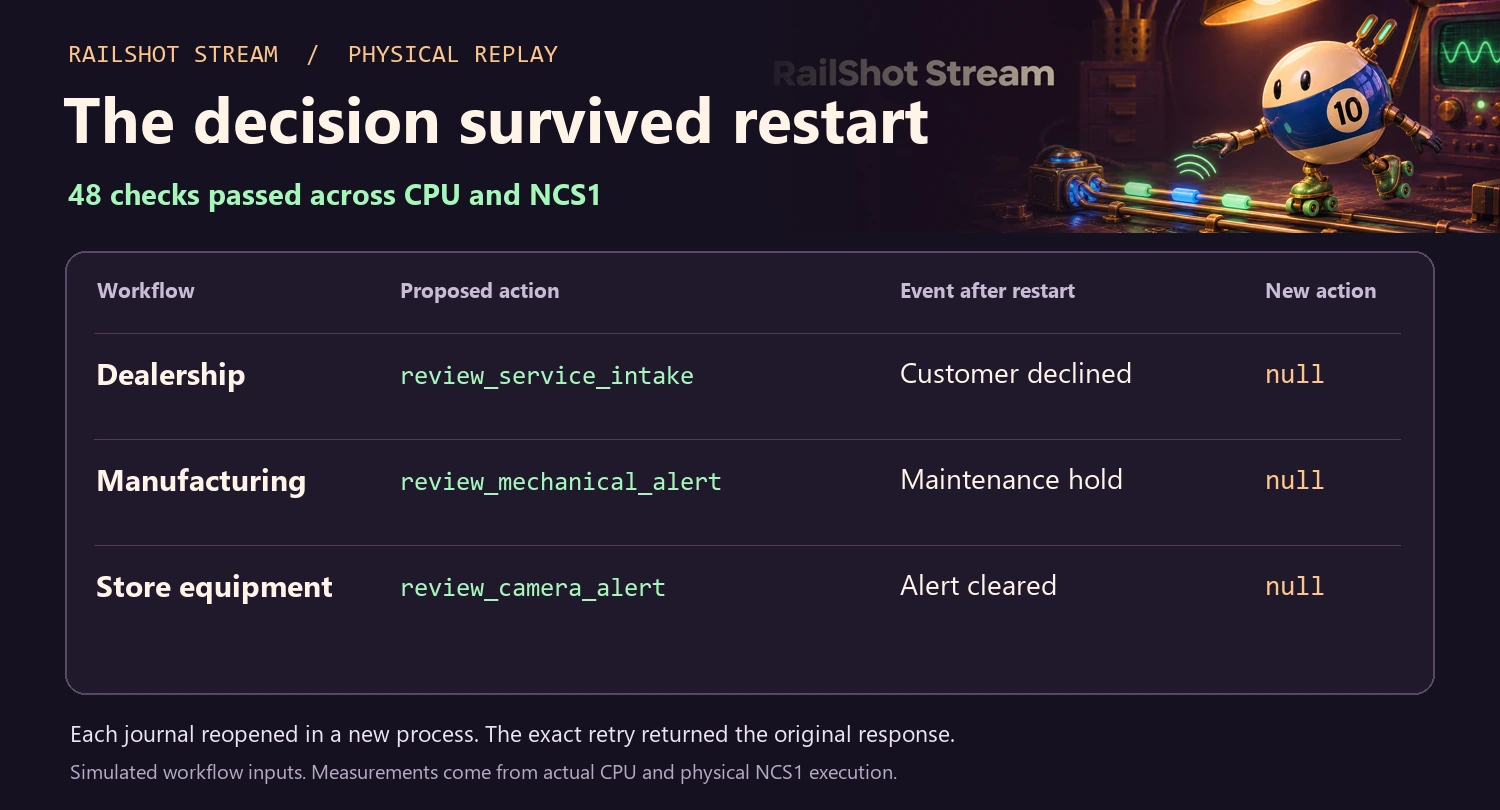 RAILSHOT STREAM / PHYSICAL REPLAY
RailShot Stream
The decision survived restart
48 checks passed across CPU and NCS1
10
Workflow Proposed action Event after restart New action
Dealership review_service_intake Customer declined null
Manufacturing review_mechanical_alert Maintenance hold null
Store equipment review_camera_alert Alert cleared null
Each journal reopened in a new process. The exact retry returned the original response.
Simulated workflow inputs. Measurements come from actual CPU and physical NCS1 execution.